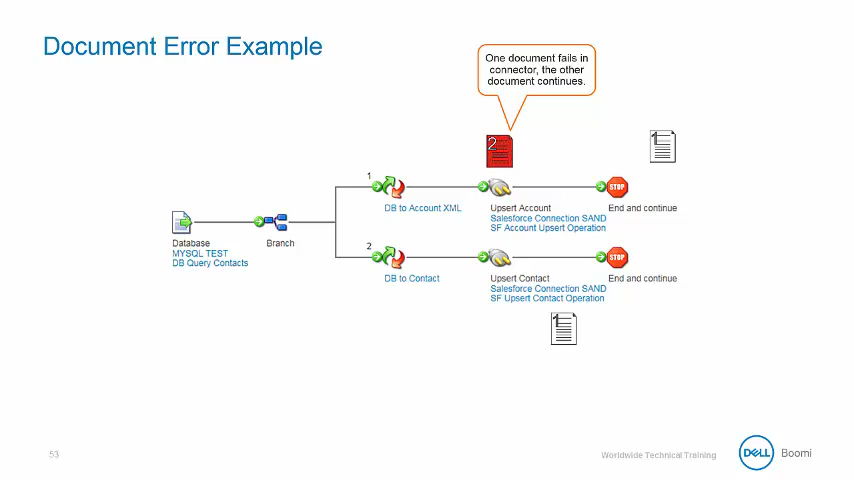 Document Error Example
One document fails in
connector, the other
document continues.
2
1
1
DB to Account XML
Upsert Account
Salesforce Connection SAND
SF Account Upsert Operation
STOP
End and continue
Database
MYSQL TEST
DB Query Contacts
Branch
2
DB to Contact
Upsert Contact
Salesforce Connection SAND
SF Upsert Contact Operation
STOP
End and continue
1
53
Worldwide Technical Training
DELL
Boomi